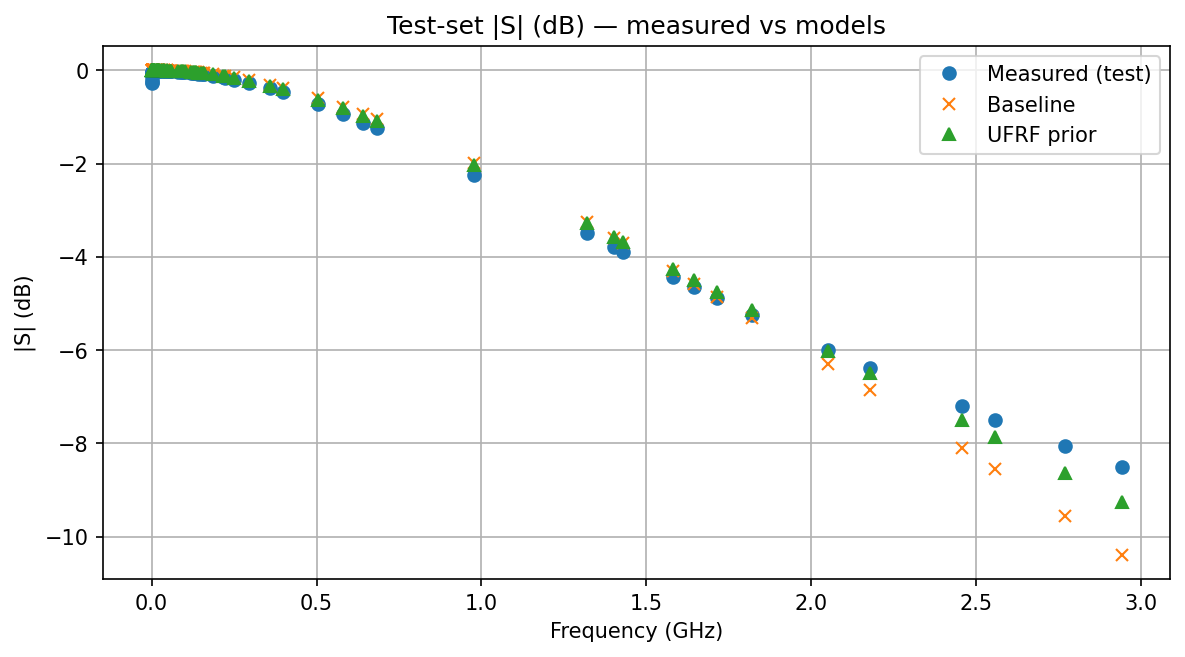 Test-set |S| (dB) — measured vs models
Measured (test)
Baseline
UFRF prior
|S| (dB)
0
−2
−4
−6
−8
−10
0.0 0.5 1.0 1.5 2.0 2.5 3.0
Frequency (GHz)